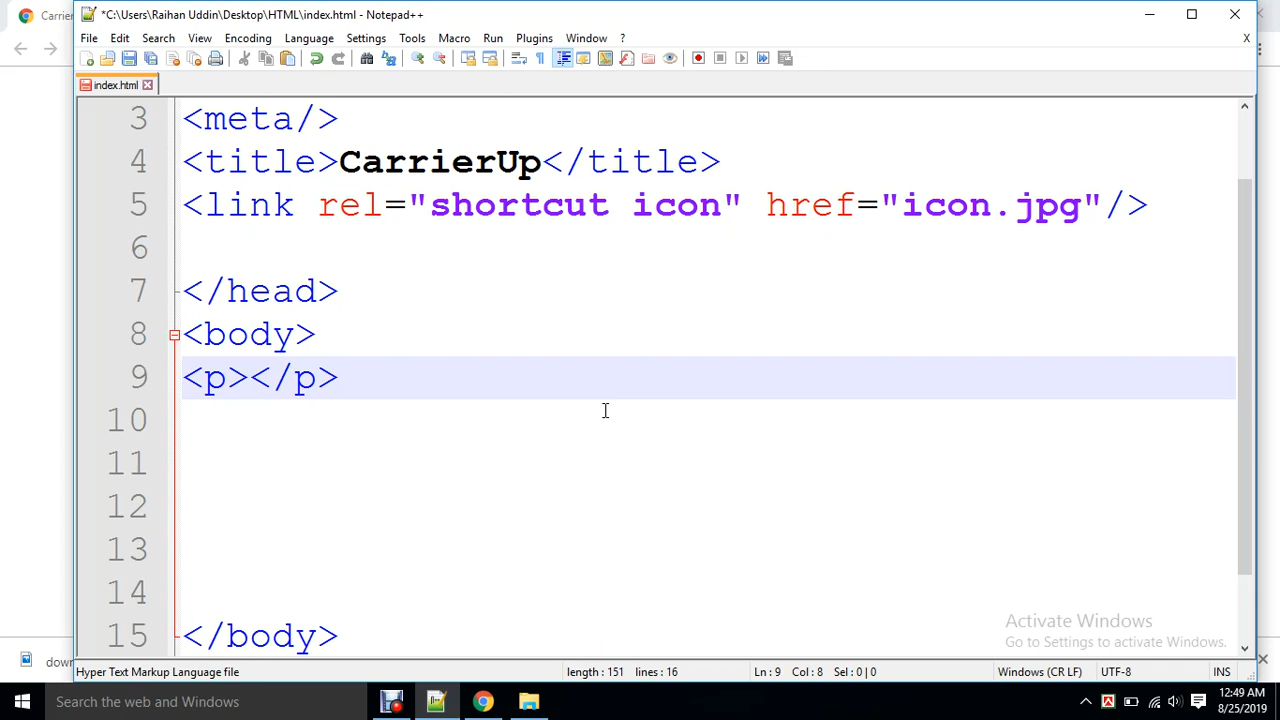 Carrier
*C:\Users\Raihan Uddin\Desktop\HTML\index.html - Notepad++
File Edit Search View Encoding Language Settings Tools Macro Run Plugins Window ? X
index.html
3 <meta/>
4 <title>CarrierUp</title>
5 <link rel="shortcut icon" href="icon.jpg"/>
6
7 </head>
8 <body>
9 <p></p>
10
11
12
13
14
15 </body>
Activate Windows
Go to Settings to activate Windows.
dow
Hyper Text Markup Language file length : 151 lines : 16 Ln : 9 Col : 8 Sel : 0 | 0 Windows (CR LF) UTF-8 INS
Search the web and Windows
12:49 AM
8/25/2019